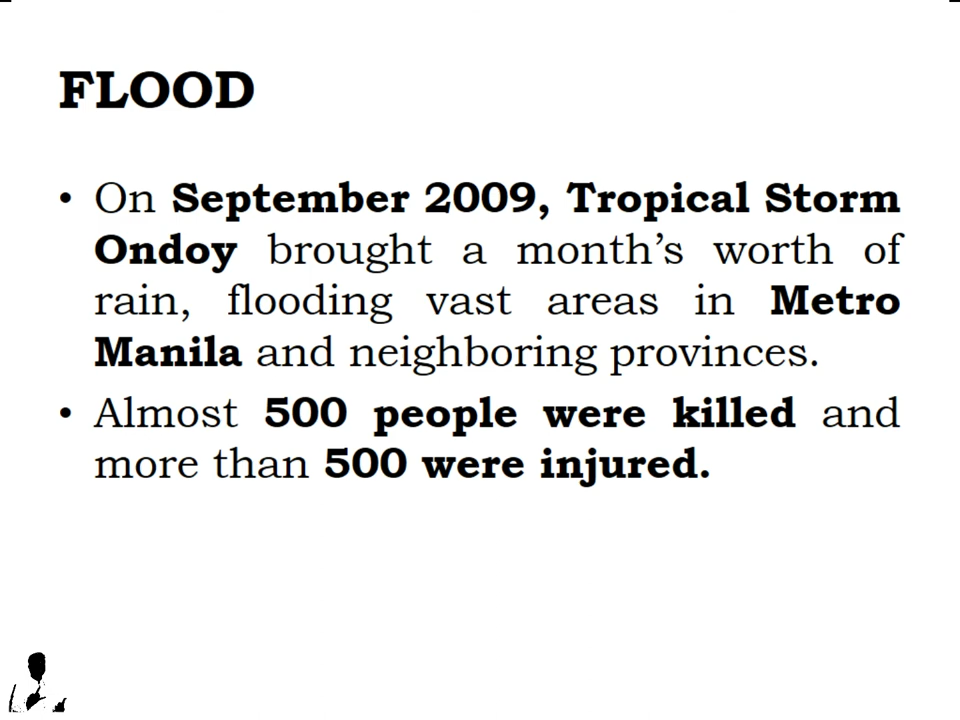 FLOOD
• On September 2009, Tropical Storm
Ondoy brought a month's worth of
rain, flooding vast areas in Metro
Manila and neighboring provinces.
• Almost 500 people were killed and
more than 500 were injured.